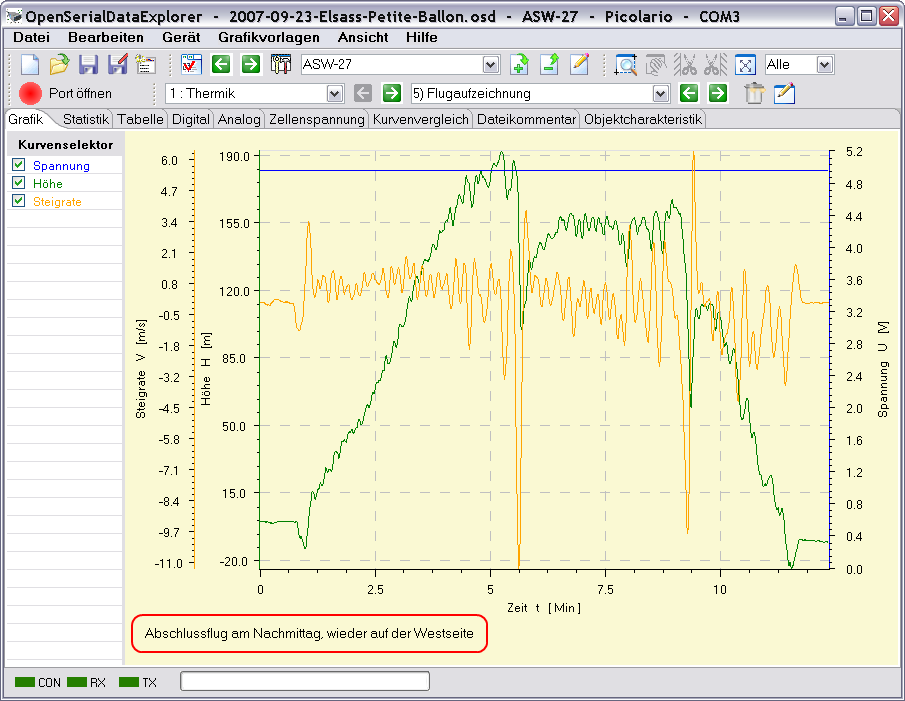 OpenSerialDataExplorer - 2007-09-23-Elsass-Petite-Ballon.osd - ASW-27 - Picolario - COM3
Datei Bearbeiten Gerät Grafikvorlagen Ansicht Hilfe
ASW-27 Alle
Port öffnen 1 : Thermik 5) Flugaufzeichnung
Grafik Statistik Tabelle Digital Analog Zellenspannung Kurvenvergleich Dateikommentar Objektcharakteristik
Kurvenselektor
Spannung
Höhe
Steigrate
6.0
4.7
3.4
2.1
0.8
-0.5
-1.8
-3.2
-4.5
-5.8
-7.1
-8.4
-9.7
-11.0
Steigrate V [m/s]
190.0
155.0
120.0
85.0
50.0
15.0
-20.0
Höhe H [m]
5.2
4.8
4.4
4.0
3.6
3.2
2.8
2.4
2.0
1.6
1.2
0.8
0.4
0.0
Spannung U [V]
0 2.5 5 7.5 10
Zeit t [Min]
Abschlussflug am Nachmittag, wieder auf der Westseite
CON RX TX